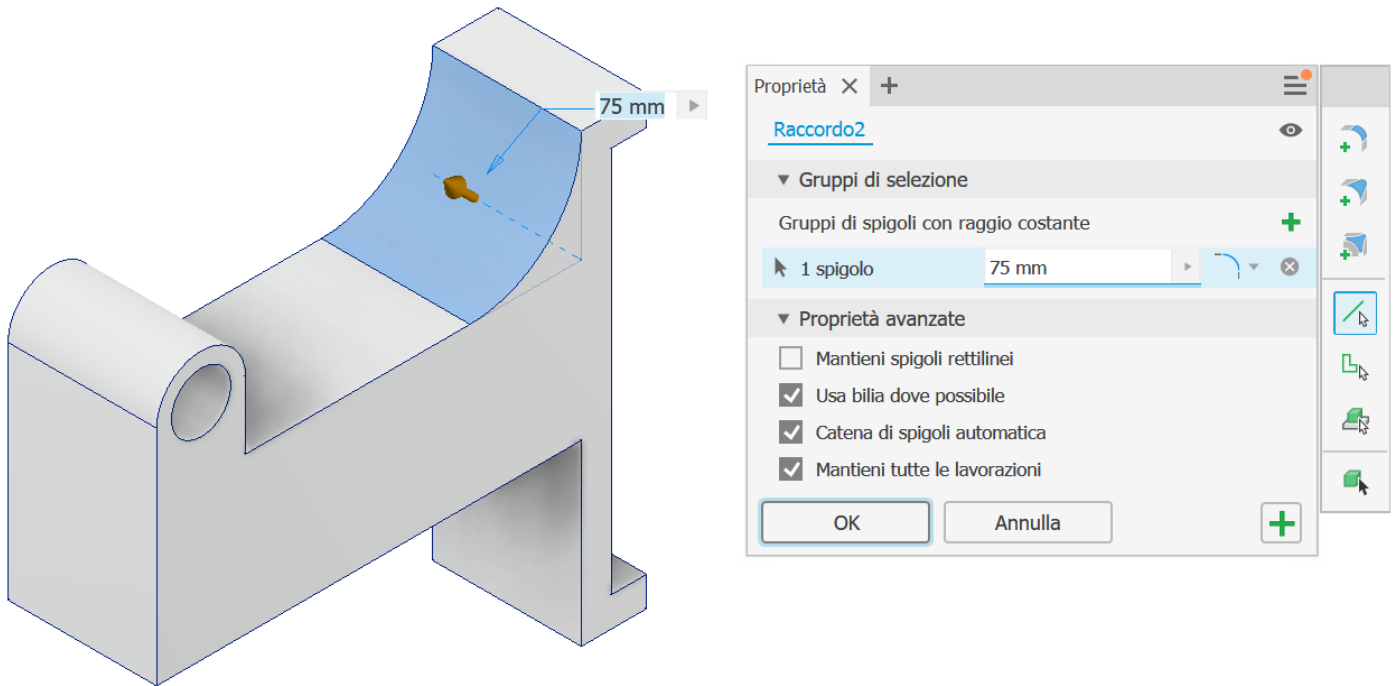 75 mm
Proprietà
Raccordo2
Gruppi di selezione
Gruppi di spigoli con raggio costante
1 spigolo 75 mm
Proprietà avanzate
Mantieni spigoli rettilinei
Usa bilia dove possibile
Catena di spigoli automatica
Mantieni tutte le lavorazioni
OK Annulla